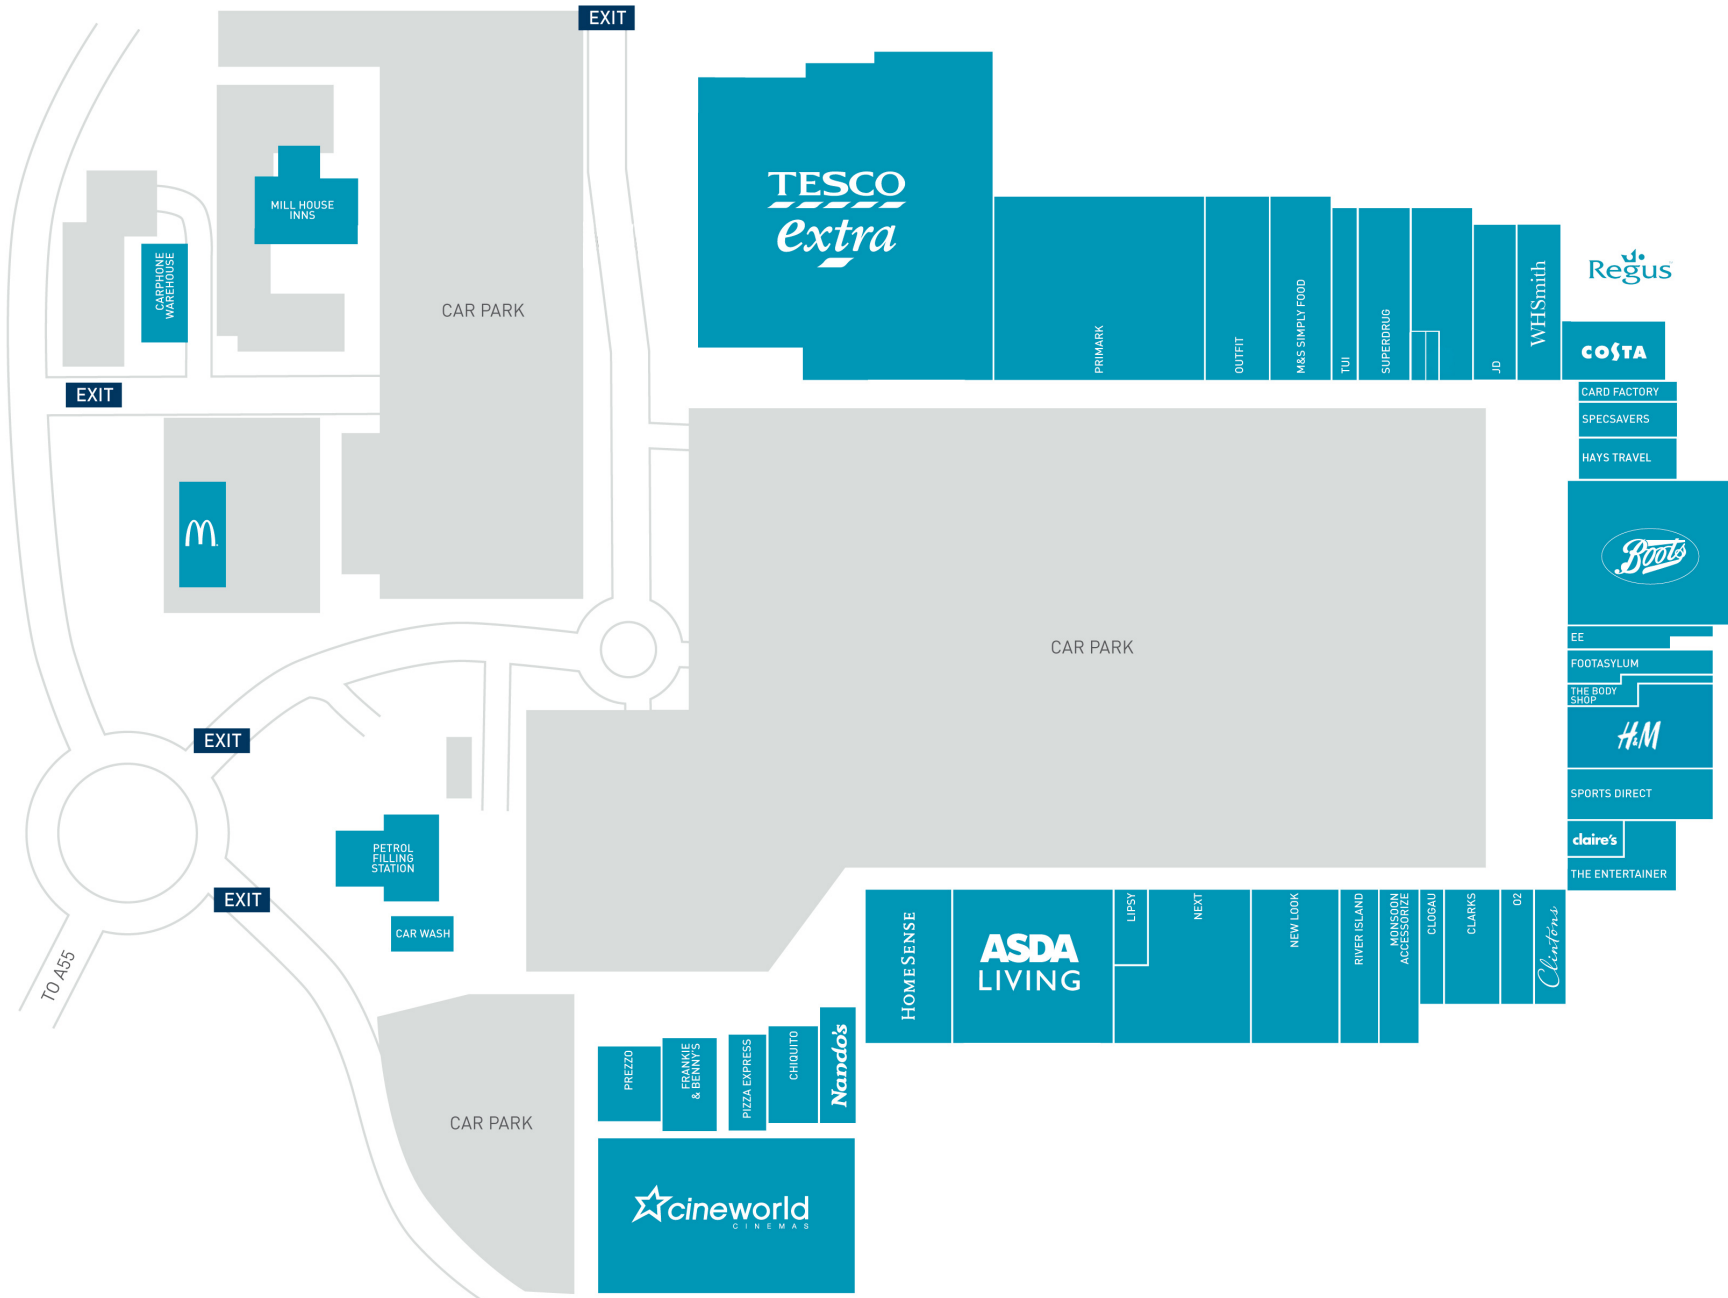 EXIT
TESCO
extra
MILL HOUSE
INNS
CARPHONE
WAREHOUSE
CAR PARK
PRIMARK
OUTFIT
M&S SIMPLY FOOD
TUI
SUPERDRUG
JD
WHSmith
Regus
COSTA
CARD FACTORY
SPECSAVERS
HAYS TRAVEL
EXIT
M
Boots
CAR PARK
EE
FOOTASYLUM
THE BODY
SHOP
H&M
SPORTS DIRECT
claire's
THE ENTERTAINER
EXIT
PETROL
FILLING
STATION
EXIT
CAR WASH
TO A55
HOMESENSE
ASDA
LIVING
LIPSY
NEXT
NEW LOOK
RIVER ISLAND
MONSOON
ACCESSORIZE
CLOGAU
CLARKS
O2
Clintons
PREZZO
FRANKIE
& BENNY'S
PIZZA EXPRESS
CHIQUITO
Nando's
CAR PARK
cineworld
CINEMAS